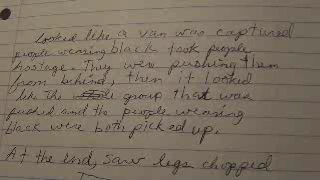 looked like a van was captured
people wearing black took people
hostage. They were pushing them
from behind, then it looked
like the group that was
pushed and the people wearing
black were both picked up.
At the end, saw legs chopped